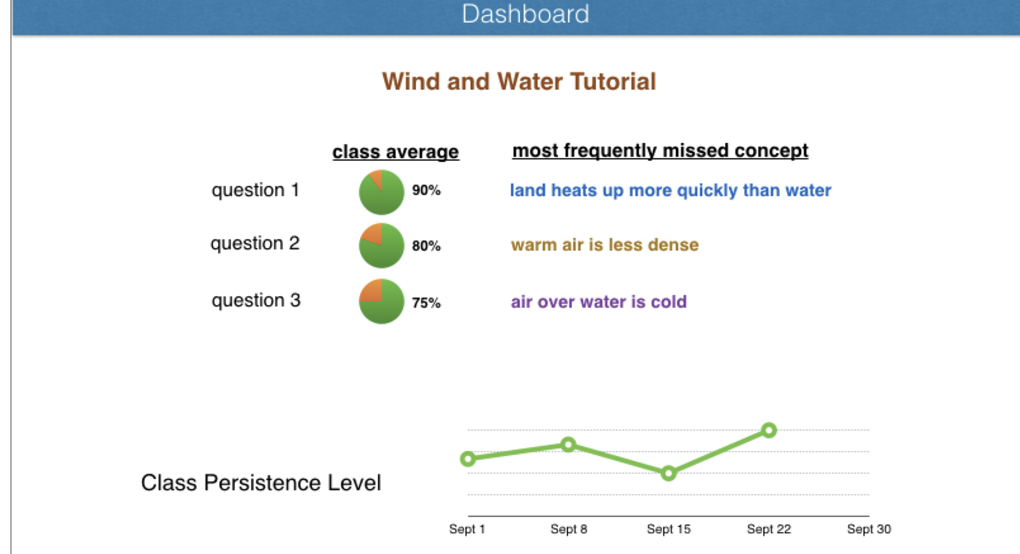 Dashboard
Wind and Water Tutorial
class average most frequently missed concept
question 1 90% land heats up more quickly than water
question 2 80% warm air is less dense
question 3 75% air over water is cold
Class Persistence Level
Sept 1 Sept 8 Sept 15 Sept 22 Sept 30